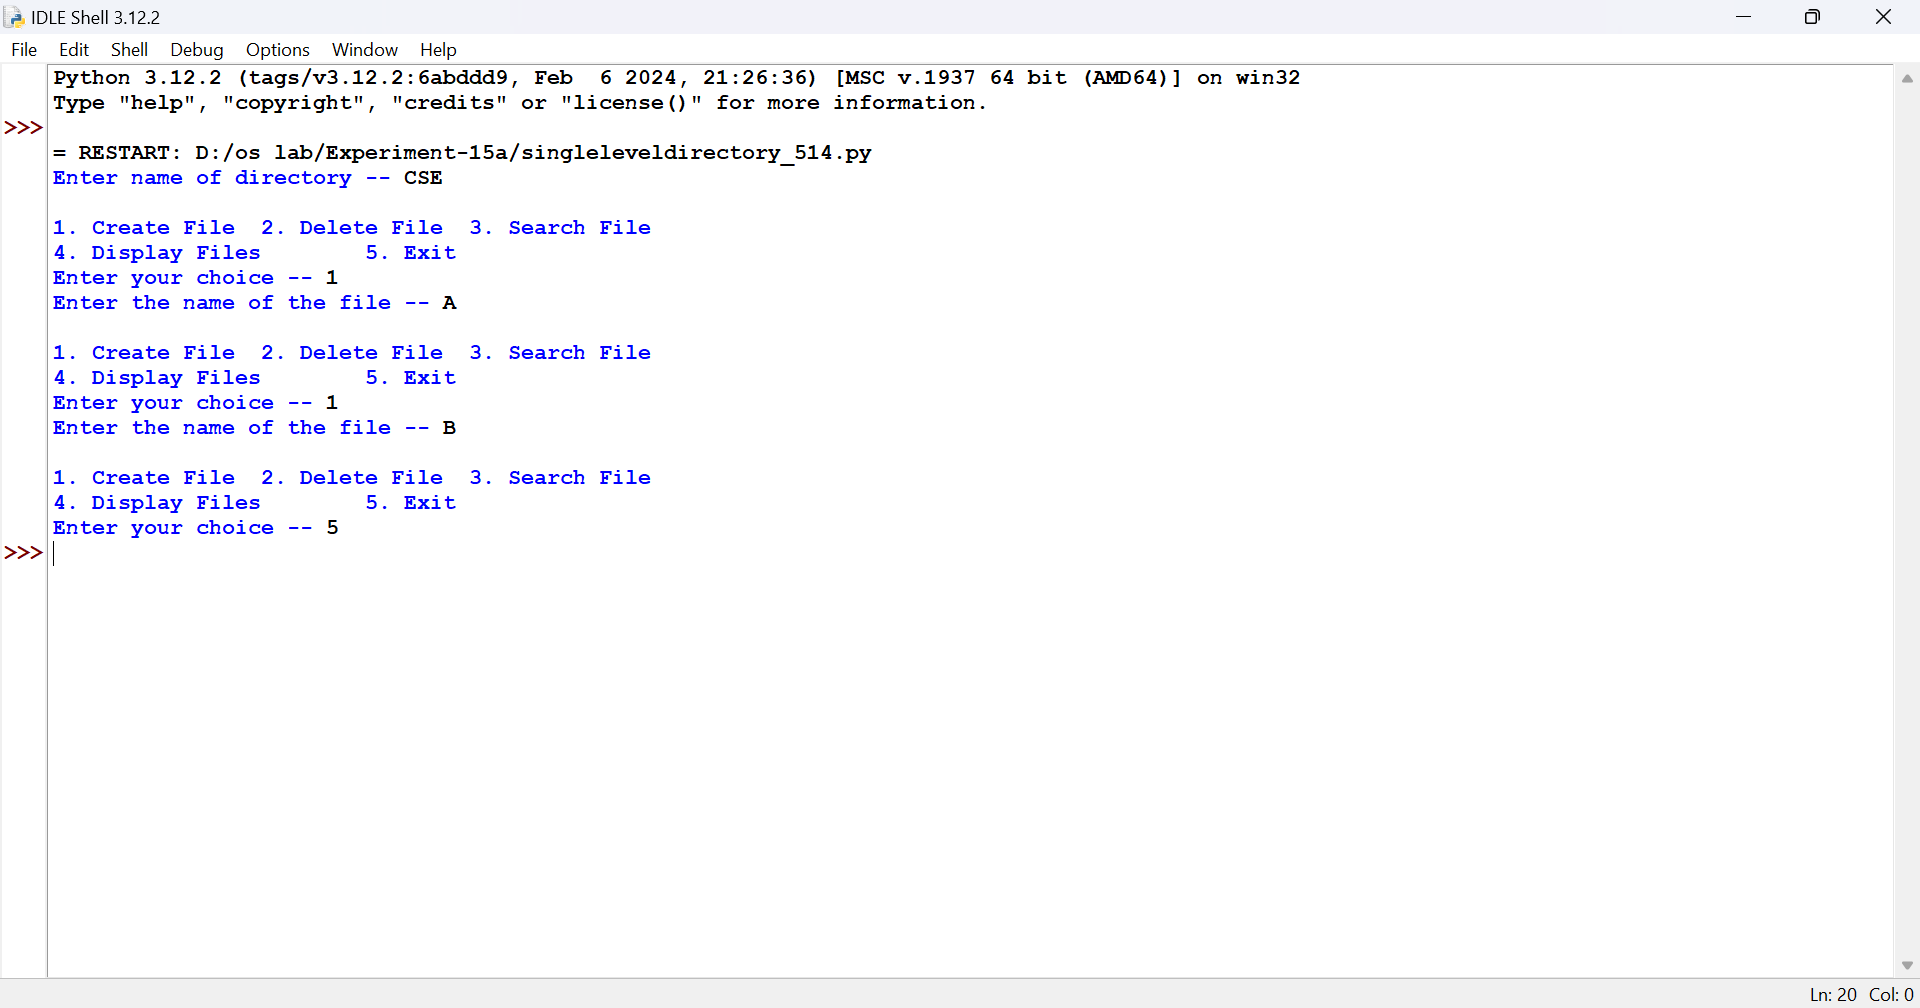 IDLE Shell 3.12.2
File Edit Shell Debug Options Window Help
Python 3.12.2 (tags/v3.12.2:6abddd9, Feb  6 2024, 21:26:36) [MSC v.1937 64 bit (AMD64)] on win32
Type "help", "copyright", "credits" or "license()" for more information.
>>>
= RESTART: D:/os lab/Experiment-15a/singleleveldirectory_514.py
Enter name of directory -- CSE
1. Create File  2. Delete File  3. Search File
4. Display Files        5. Exit
Enter your choice -- 1
Enter the name of the file -- A
1. Create File  2. Delete File  3. Search File
4. Display Files        5. Exit
Enter your choice -- 1
Enter the name of the file -- B
1. Create File  2. Delete File  3. Search File
4. Display Files        5. Exit
Enter your choice -- 5
>>>
Ln: 20 Col: 0